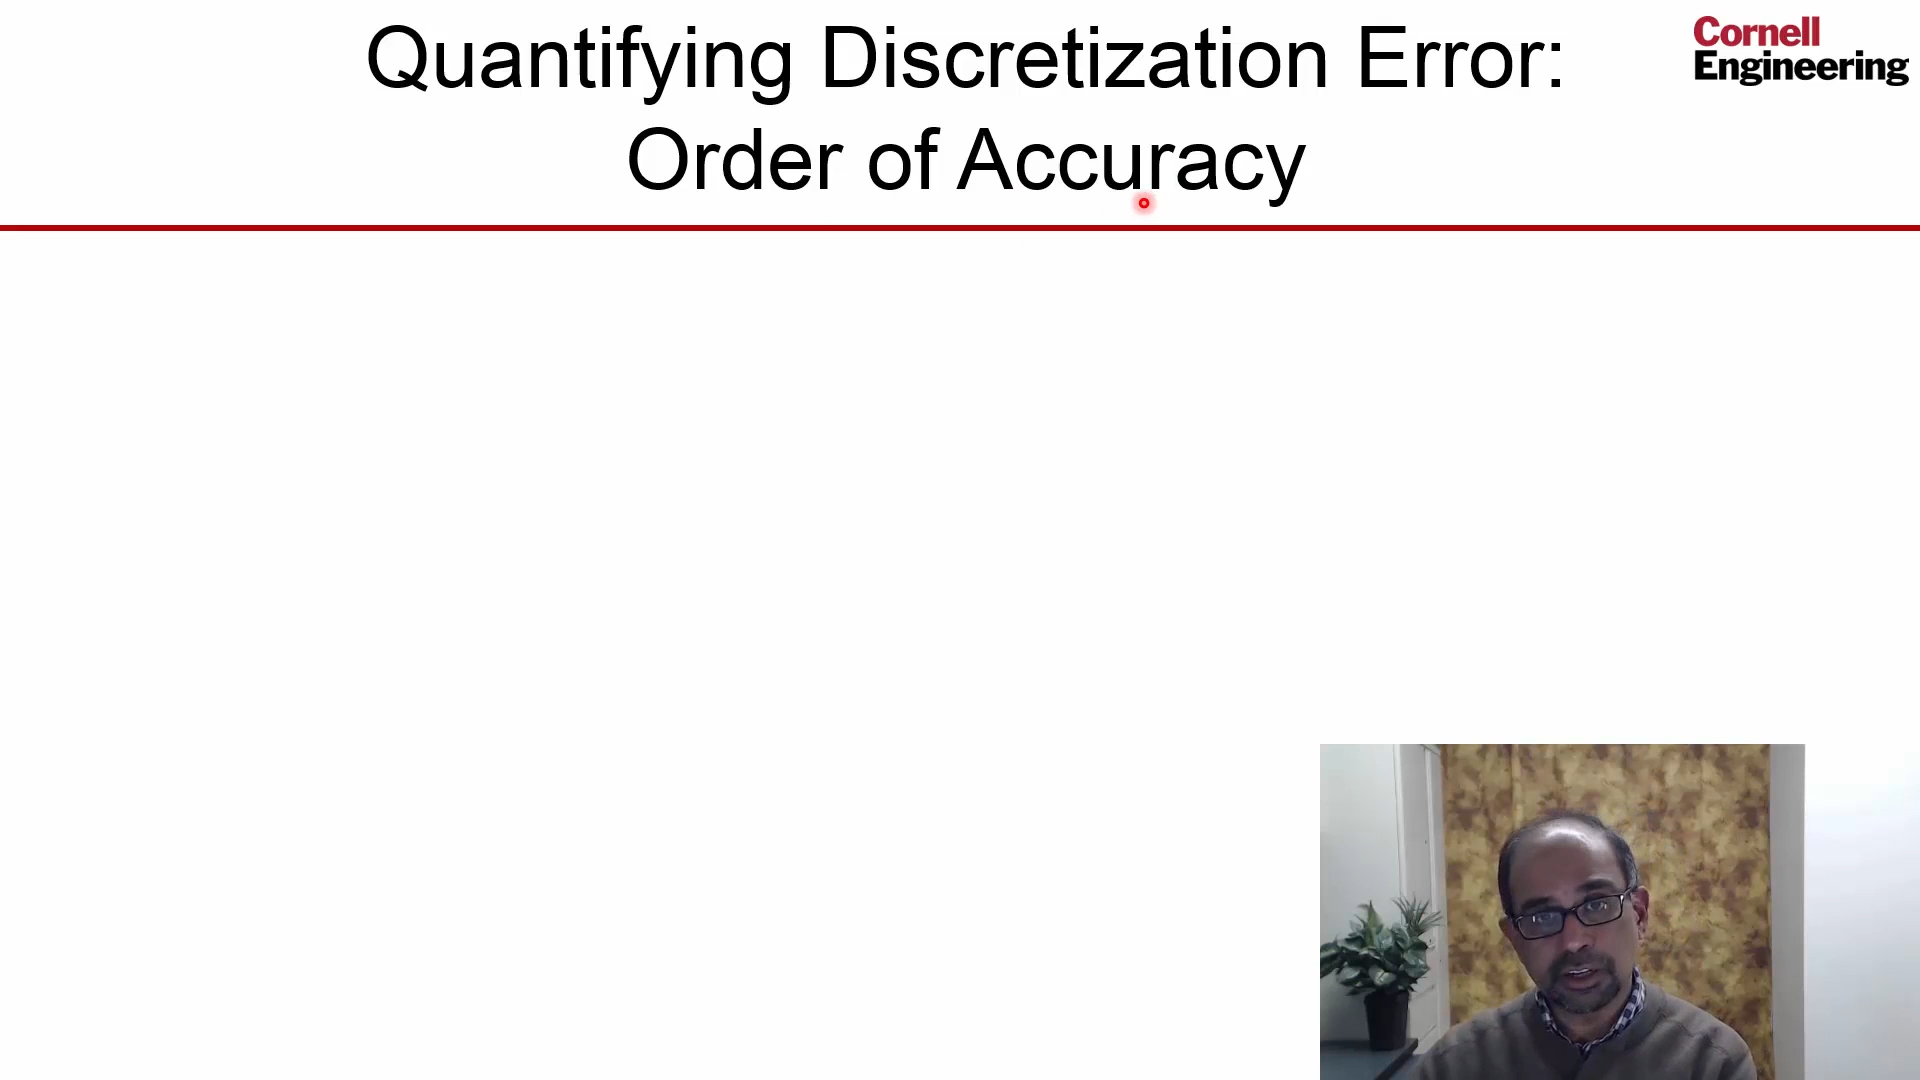 Quantifying Discretization Error:
Order of Accuracy
Cornell
Engineering